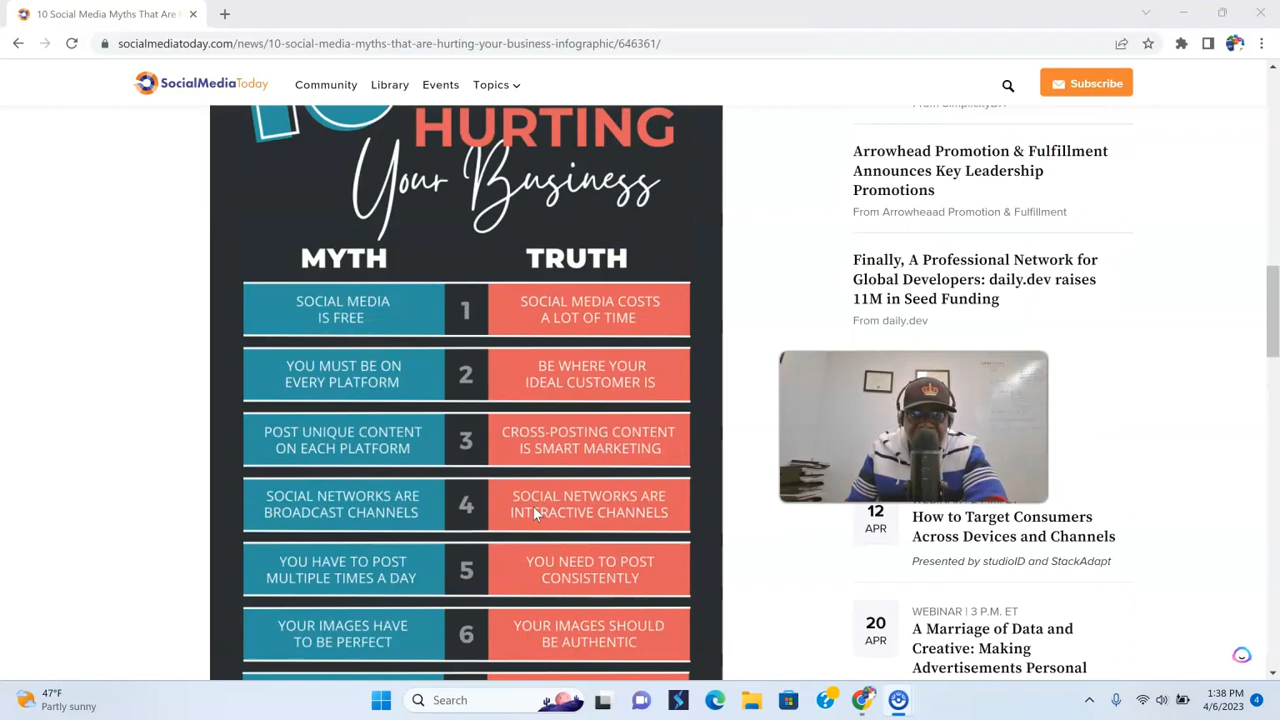 10 Social Media Myths That Are
socialmediatoday.com/news/10-social-media-myths-that-are-hurting-your-business-infographic/646361/
SocialMediaToday
Community
Library
Events
Topics
Subscribe
10
HURTING
Your Business
MYTH
TRUTH
SOCIAL MEDIA
IS FREE
1
SOCIAL MEDIA COSTS
A LOT OF TIME
YOU MUST BE ON
EVERY PLATFORM
2
BE WHERE YOUR
IDEAL CUSTOMER IS
POST UNIQUE CONTENT
ON EACH PLATFORM
3
CROSS-POSTING CONTENT
IS SMART MARKETING
SOCIAL NETWORKS ARE
BROADCAST CHANNELS
4
SOCIAL NETWORKS ARE
INTERACTIVE CHANNELS
YOU HAVE TO POST
MULTIPLE TIMES A DAY
5
YOU NEED TO POST
CONSISTENTLY
YOUR IMAGES HAVE
TO BE PERFECT
6
YOUR IMAGES SHOULD
BE AUTHENTIC
Arrowhead Promotion & Fulfillment
Announces Key Leadership
Promotions
From Arrowheaad Promotion & Fulfillment
Finally, A Professional Network for
Global Developers: daily.dev raises
11M in Seed Funding
From daily.dev
12
APR
How to Target Consumers
Across Devices and Channels
Presented by studioID and StackAdapt
20
APR
WEBINAR | 3 P.M. ET
A Marriage of Data and
Creative: Making
Advertisements Personal
47°F
Partly sunny
Search
1:38 PM
4/6/2023
4